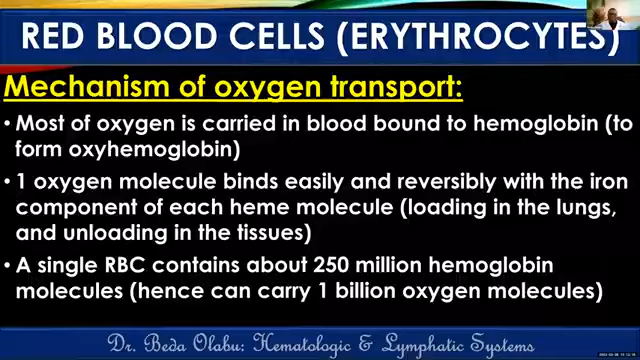 RED BLOOD CELLS (ERYTHROCYTES)
Mechanism of oxygen transport:
• Most of oxygen is carried in blood bound to hemoglobin (to
form oxyhemoglobin)
• 1 oxygen molecule binds easily and reversibly with the iron
component of each heme molecule (loading in the lungs,
and unloading in the tissues)
• A single RBC contains about 250 million hemoglobin
molecules (hence can carry 1 billion oxygen molecules)
Dr. Beda Olabu: Hematologic & Lymphatic Systems